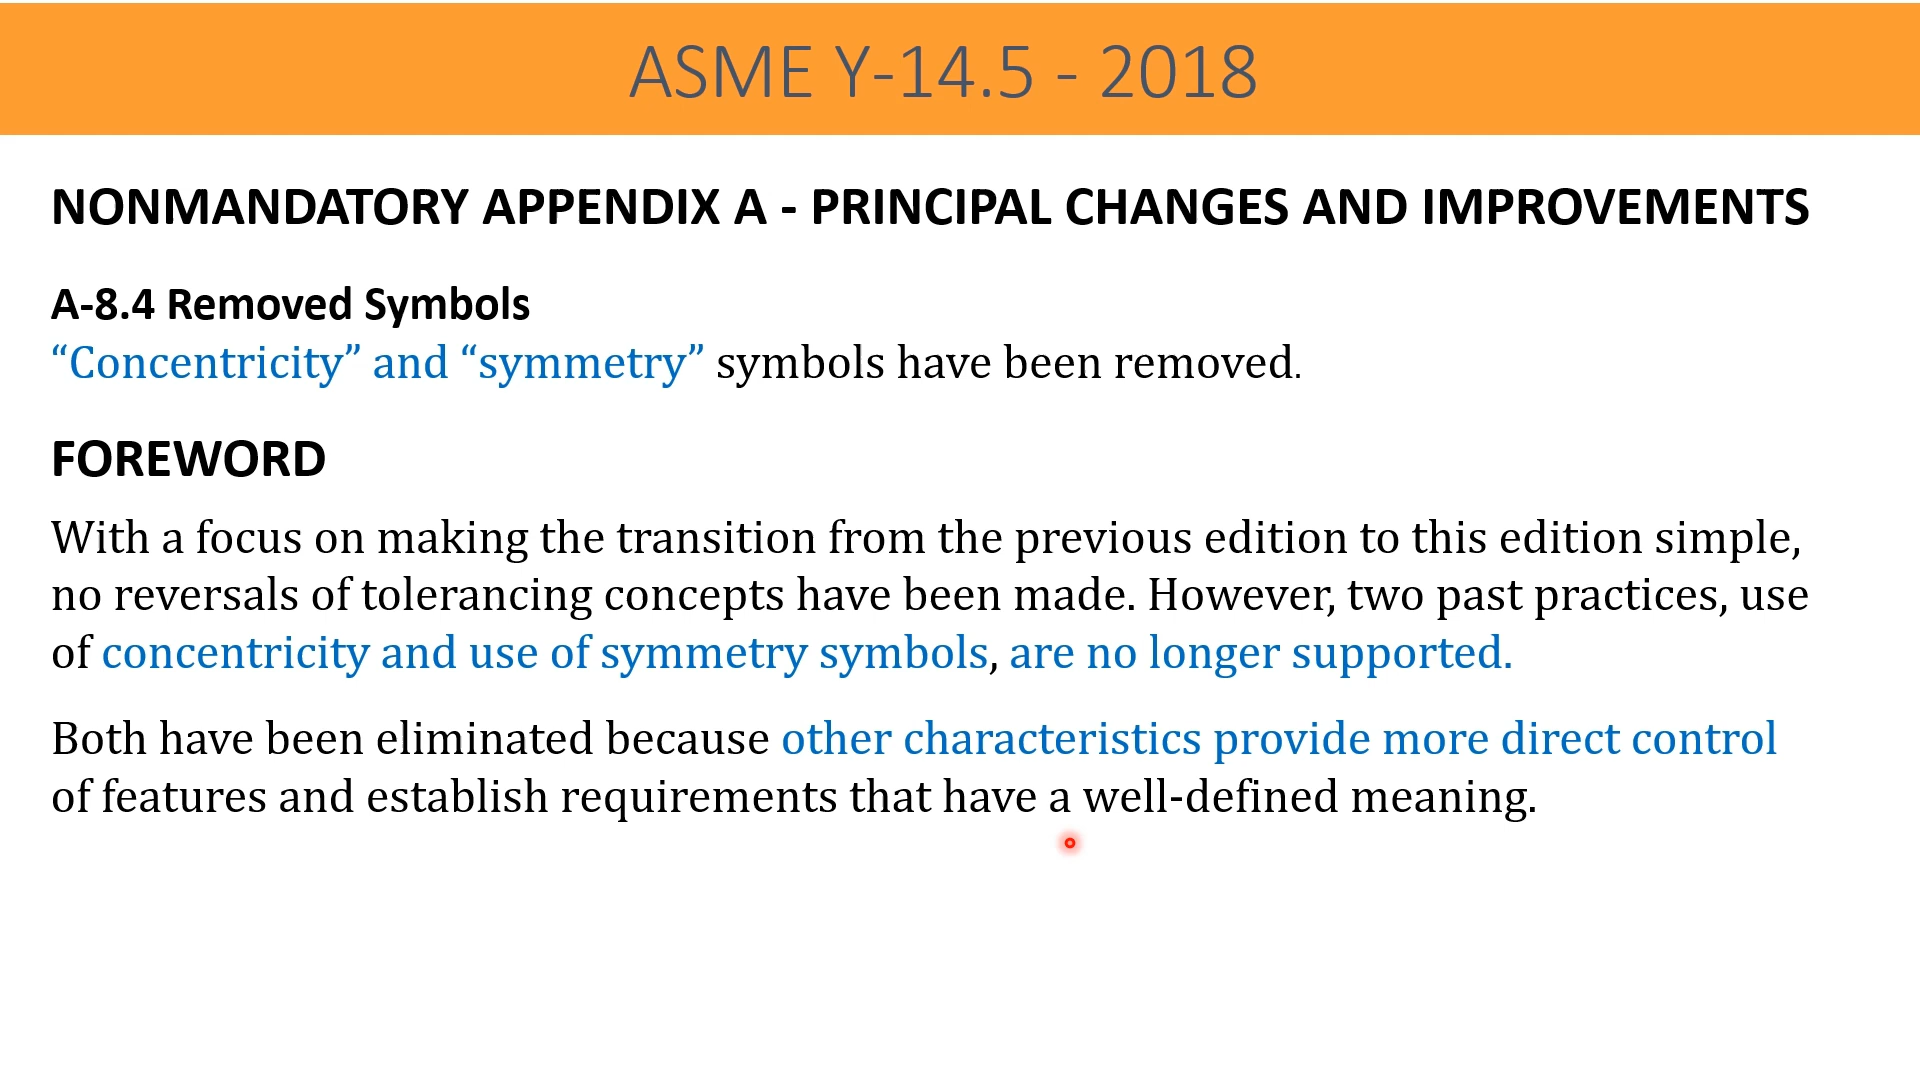 ASME Y-14.5 - 2018
NONMANDATORY APPENDIX A - PRINCIPAL CHANGES AND IMPROVEMENTS
A-8.4 Removed Symbols
“Concentricity” and “symmetry” symbols have been removed.
FOREWORD
With a focus on making the transition from the previous edition to this edition simple,
no reversals of tolerancing concepts have been made. However, two past practices, use
of concentricity and use of symmetry symbols, are no longer supported.
Both have been eliminated because other characteristics provide more direct control
of features and establish requirements that have a well-defined meaning.